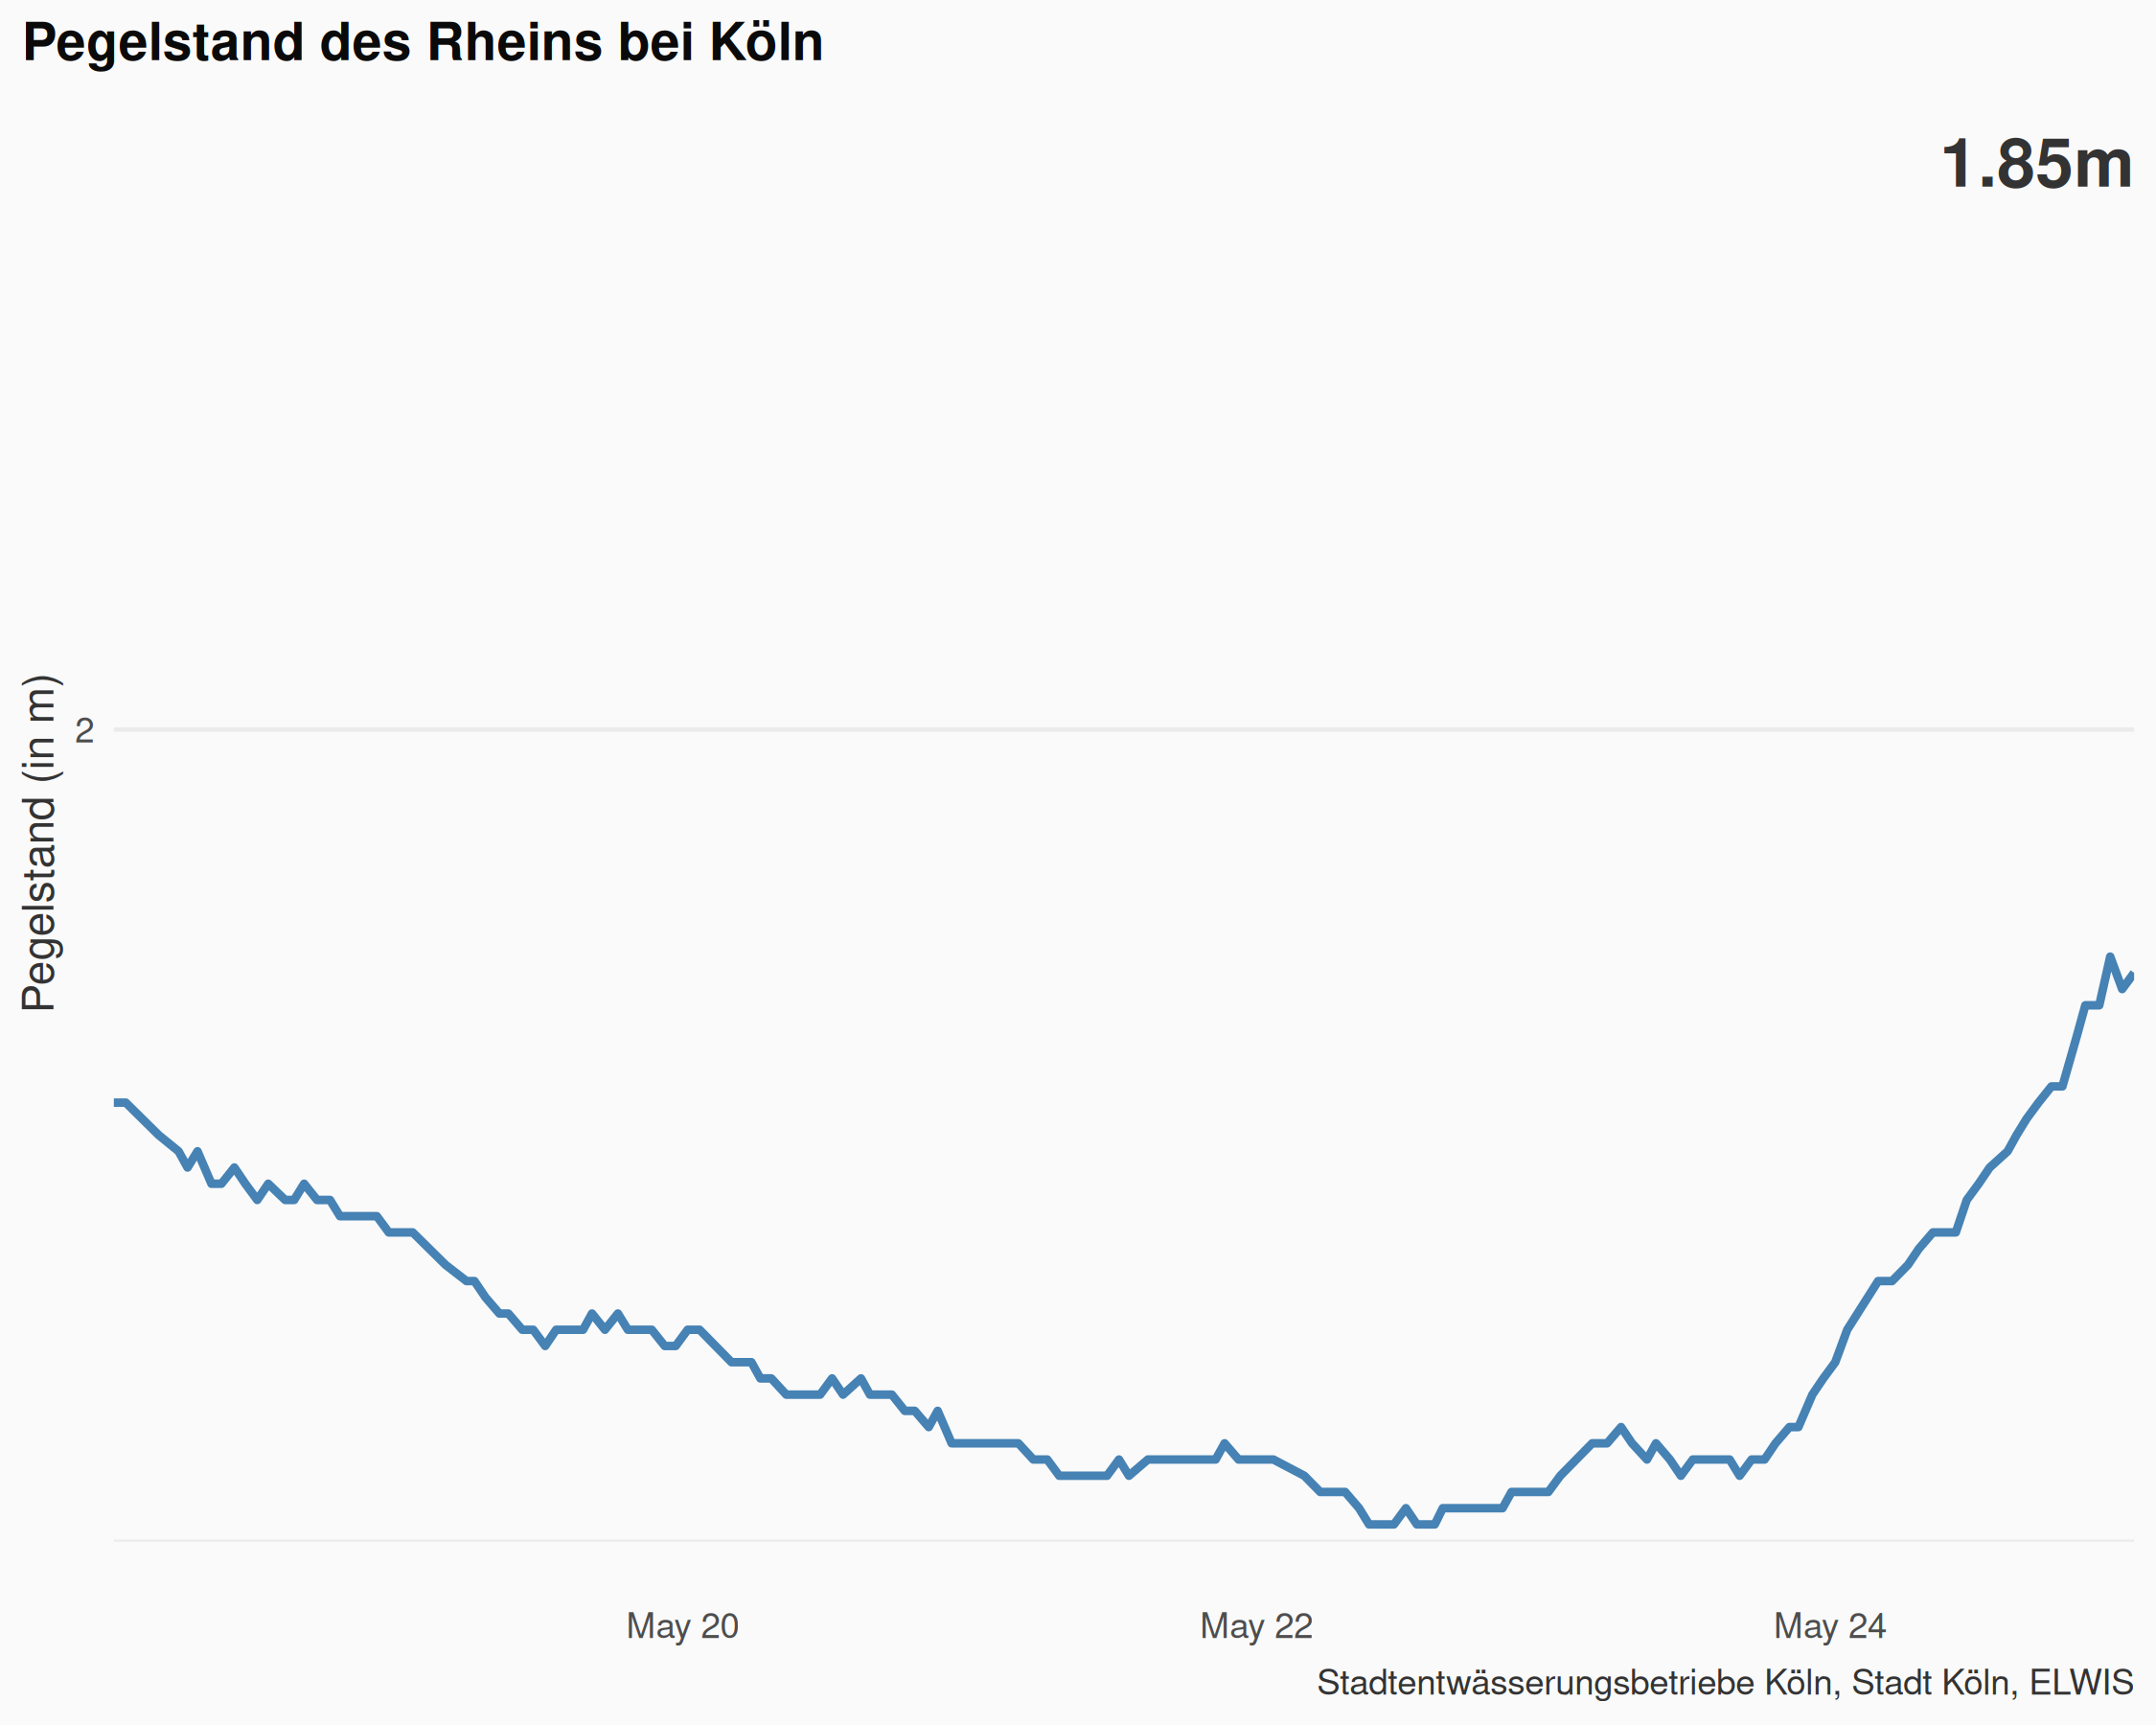 Pegelstand des Rheins bei Köln
1.85m
Pegelstand (in m)
2
May 20
May 22
May 24
Stadtentwässerungsbetriebe Köln, Stadt Köln, ELWIS